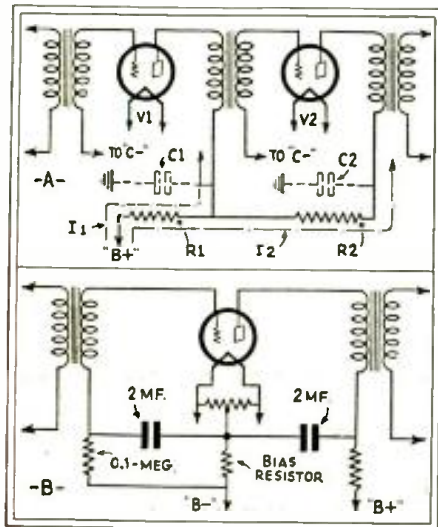 V1
V2
TO "C-"
C1
TO "C-"
C2
-A-
I1
"B+"
R1
I2
R2
2 MF.
2 MF.
0.1-MEG.
BIAS
RESISTOR
-B-
"B-"
"B+"